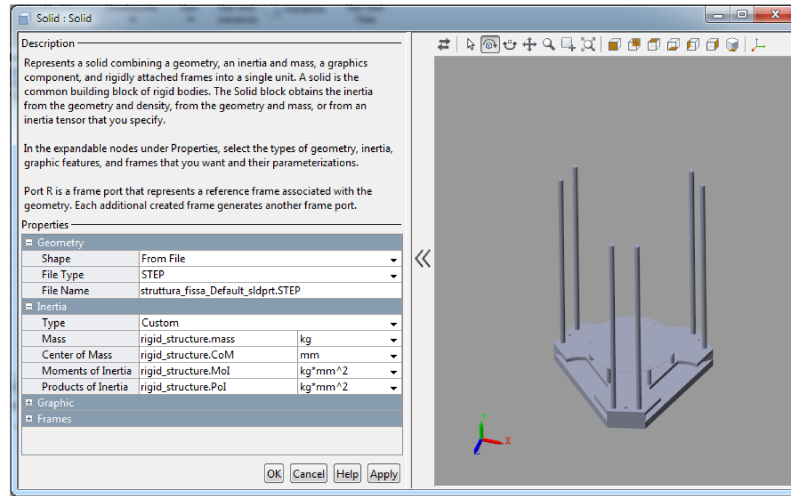 Solid : Solid
Description
Represents a solid combining a geometry, an inertia and mass, a graphics
component, and rigidly attached frames into a single unit. A solid is the
common building block of rigid bodies. The Solid block obtains the inertia
from the geometry and density, from the geometry and mass, or from an
inertia tensor that you specify.
In the expandable nodes under Properties, select the types of geometry, inertia,
graphic features, and frames that you want and their parameterizations.
Port R is a frame port that represents a reference frame associated with the
geometry. Each additional created frame generates another frame port.
Properties
Geometry
Shape From File
File Type STEP
File Name struttura_fissa_Default_sldprt.STEP
Inertia
Type Custom
Mass rigid_structure.mass kg
Center of Mass rigid_structure.CoM mm
Moments of Inertia rigid_structure.MoI kg*mm^2
Products of Inertia rigid_structure.PoI kg*mm^2
Graphic
Frames
OK Cancel Help Apply
y
x